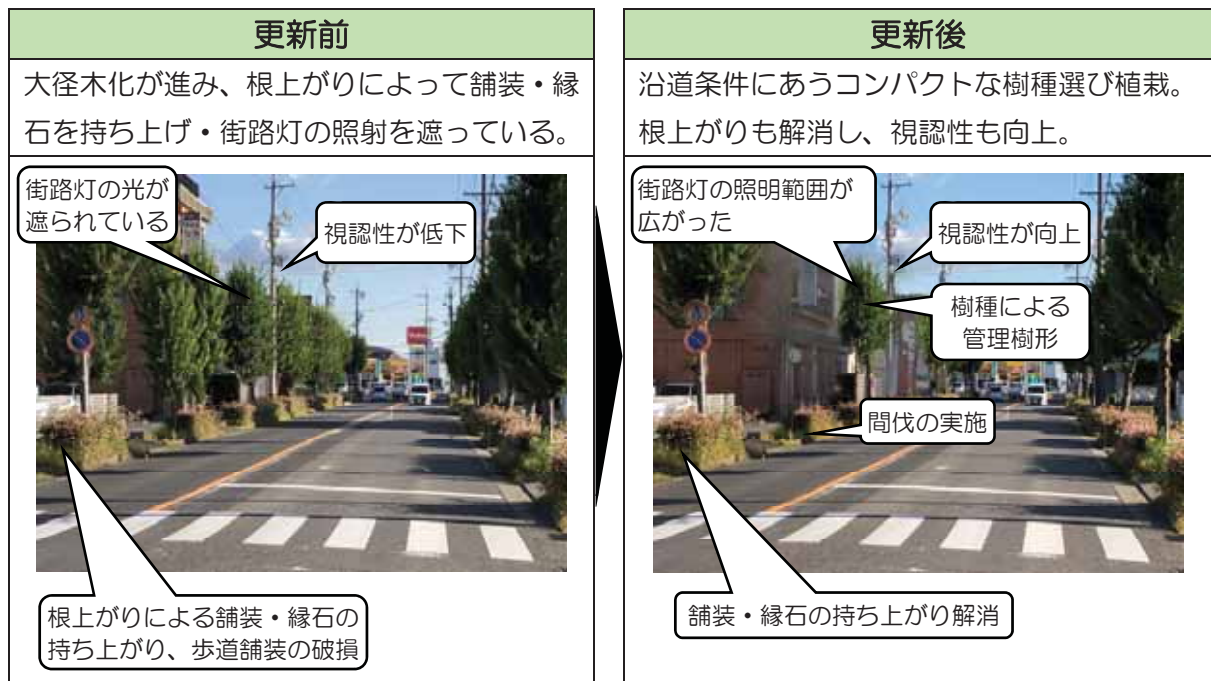 更新前
大径木化が進み、根上がりによって舗装・縁
石を持ち上げ・街路灯の照射を遮っている。
街路灯の光が
遮られている
視認性が低下
根上がりによる舗装・縁石の
持ち上がり、歩道舗装の破損
更新後
沿道条件にあうコンパクトな樹種選び植栽。
根上がりも解消し、視認性も向上。
街路灯の照明範囲が
広がった
視認性が向上
樹種による
管理樹形
間伐の実施
舗装・縁石の持ち上がり解消